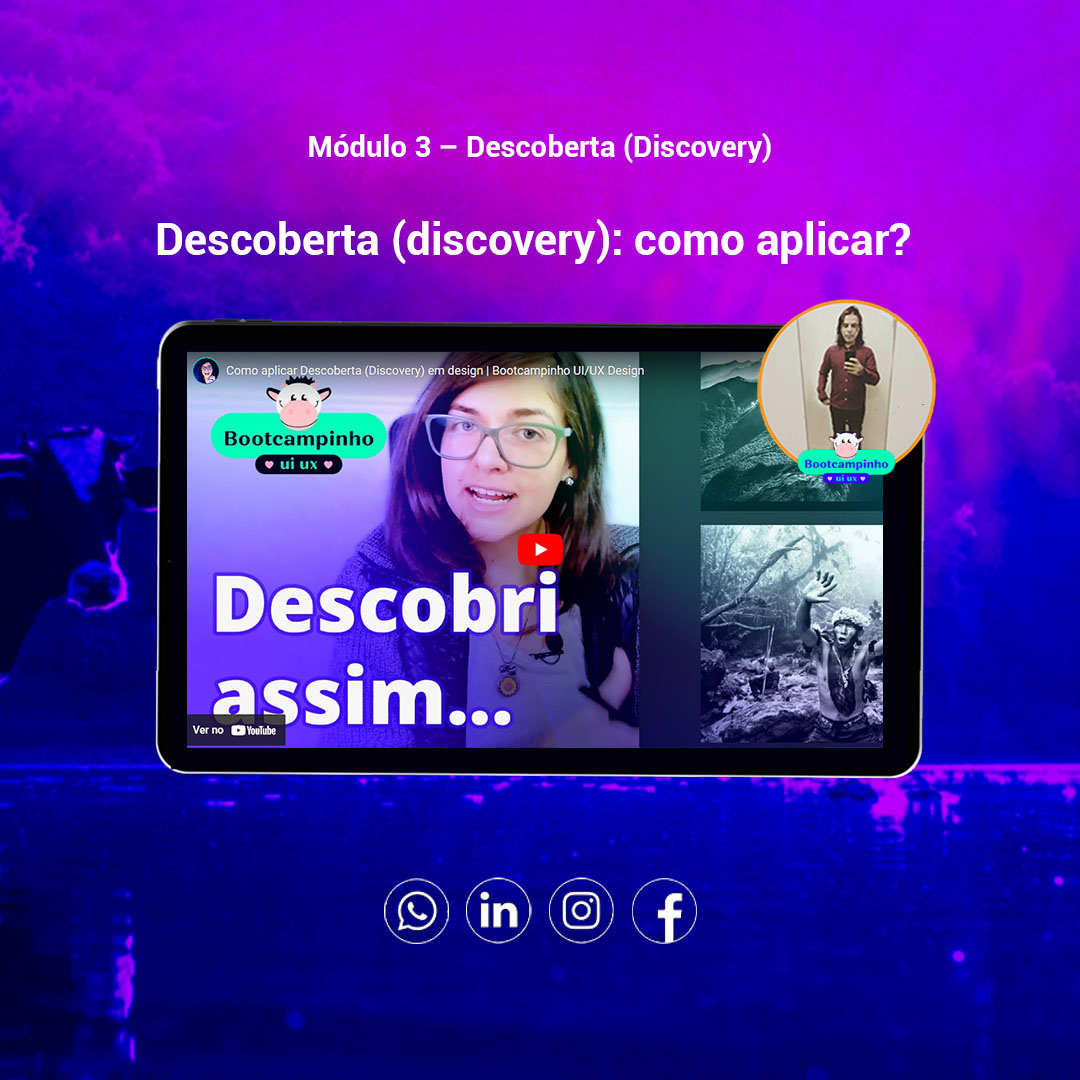 Módulo 3 – Descoberta (Discovery)
Descoberta (discovery): como aplicar?
Como aplicar Descoberta (Discovery) em design | Bootcampinho UI/UX Design
Bootcampinho
ui ux
Bootcampinho
ui ux
Descobri
assim...
Ver no YouTube
in